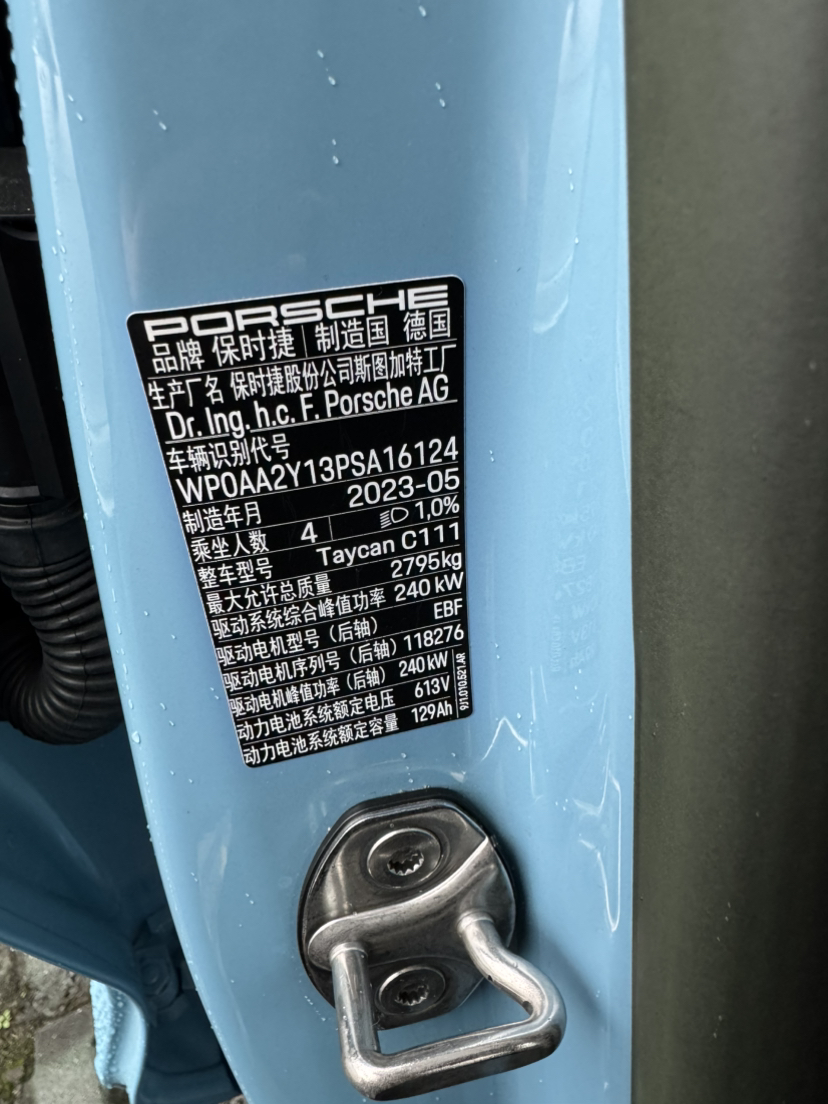 PORSCHE
品牌 保时捷 制造国 德国
生产厂名 保时捷股份公司斯图加特工厂
Dr. Ing. h.c. F. Porsche AG
车辆识别代号
WP0AA2Y13PSA16124
制造年月 2023-05
乘坐人数 4 1,0%
整车型号 Taycan C111
最大允许总质量 2795kg
驱动系统综合峰值功率 240 kW
驱动电机型号（后轴） EBF
驱动电机序列号（后轴）118276
驱动电机峰值功率（后轴） 240 kW
动力电池系统额定电压 613V
动力电池系统额定容量 129Ah
9J1.010.521.AR